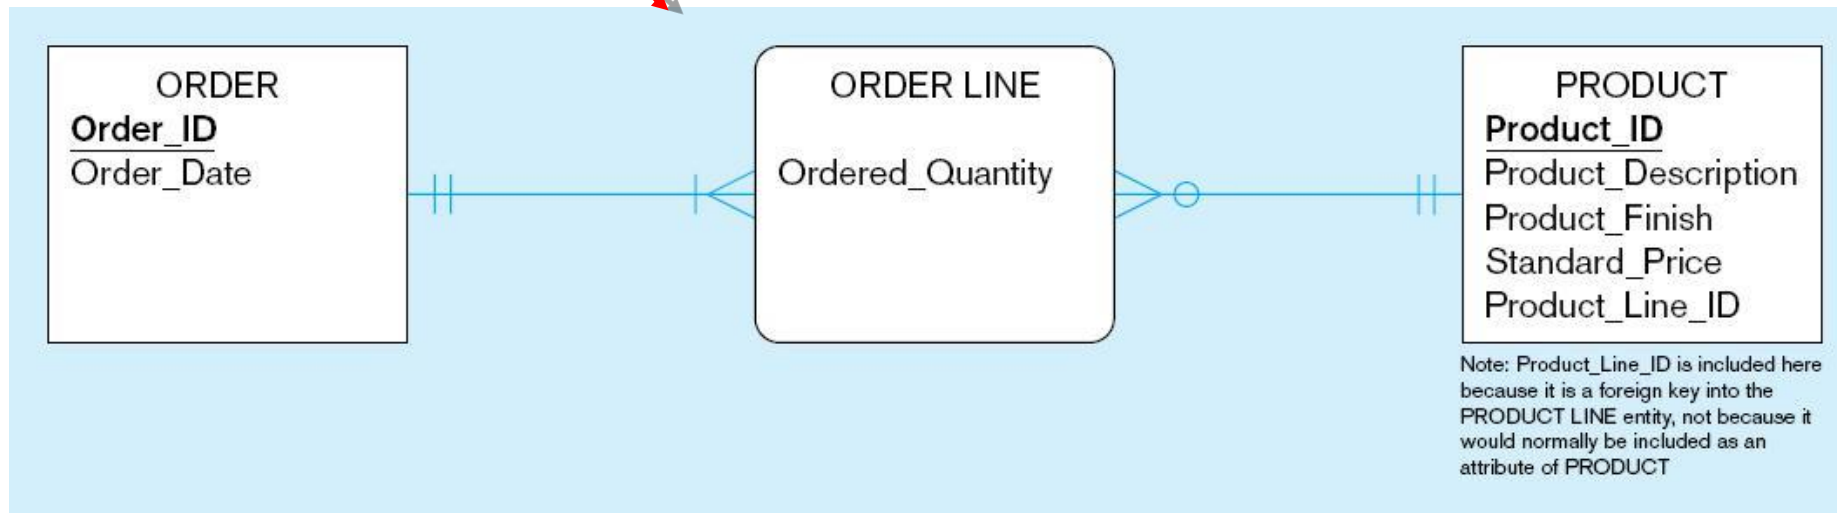 ORDER
Order_ID
Order_Date
ORDER LINE
Ordered_Quantity
PRODUCT
Product_ID
Product_Description
Product_Finish
Standard_Price
Product_Line_ID
Note: Product_Line_ID is included here
because it is a foreign key into the
PRODUCT LINE entity, not because it
would normally be included as an
attribute of PRODUCT